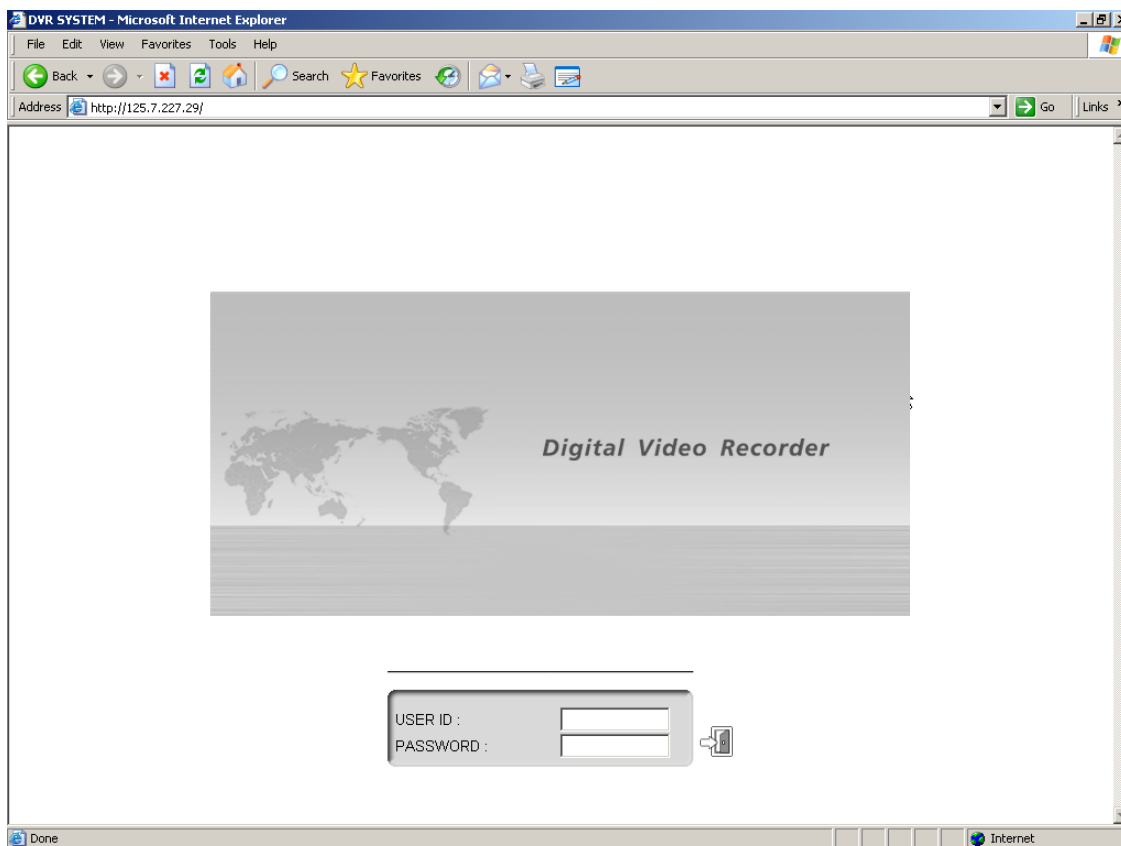 DVR SYSTEM - Microsoft Internet Explorer
File Edit View Favorites Tools Help
Back Search Favorites
Address http://125.7.227.29/ Go Links
Digital Video Recorder
USER ID :
PASSWORD :
Done Internet